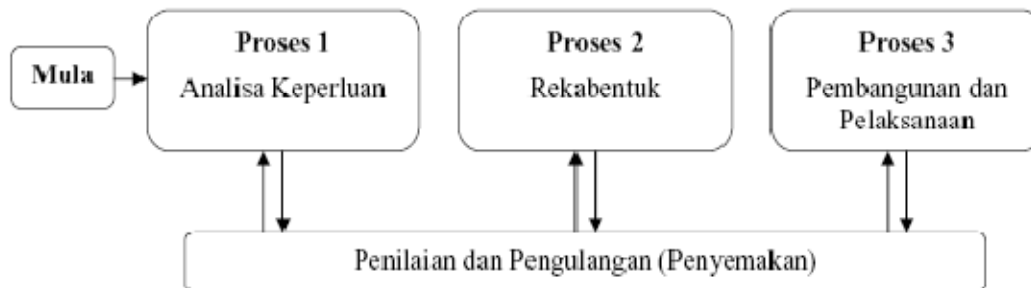 Mula
Proses 1
Analisa Keperluan
Proses 2
Rekabentuk
Proses 3
Pembangunan dan
Pelaksanaan
Penilaian dan Pengulangan (Penyemakan)